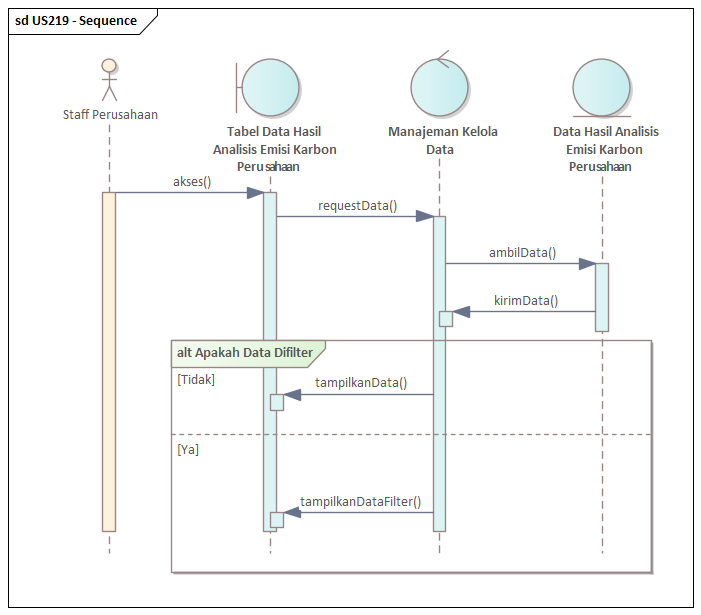 sd US219 - Sequence
Staff Perusahaan
Tabel Data Hasil
Analisis Emisi Karbon
Perusahaan
Manajeman Kelola
Data
Data Hasil Analisis
Emisi Karbon
Perusahaan
akses()
requestData()
ambilData()
kirimData()
alt Apakah Data Difilter
[Tidak]
tampilkanData()
[Ya]
tampilkanDataFilter()